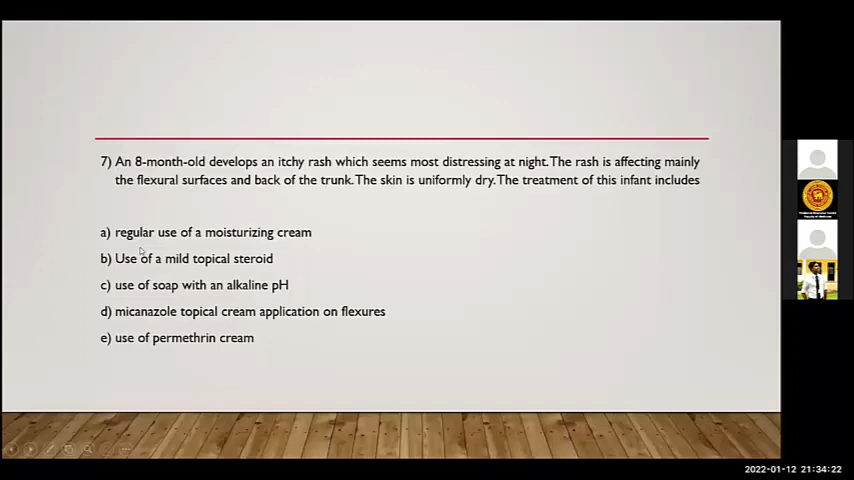 7) An 8-month-old develops an itchy rash which seems most distressing at night. The rash is affecting mainly
the flexural surfaces and back of the trunk. The skin is uniformly dry. The treatment of this infant includes
a) regular use of a moisturizing cream
b) Use of a mild topical steroid
c) use of soap with an alkaline pH
d) micanazole topical cream application on flexures
e) use of permethrin cream
2022-01-12 21:34:22